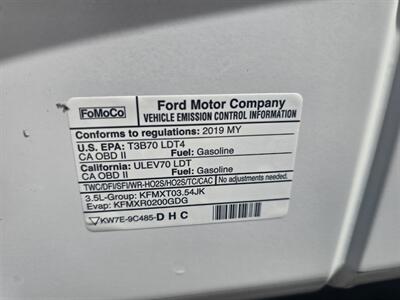 FoMoCo
Ford Motor Company
VEHICLE EMISSION CONTROL INFORMATION
Conforms to regulations: 2019 MY
U.S. EPA: T3B70 LDT4
CA OBD II Fuel: Gasoline
California: ULEV70 LDT
CA OBD II Fuel: Gasoline
TWC/DFI/SFI/WR-HO2S/HO2S/TC/CAC No adjustments needed.
3.5L-Group: KFMXT03.54JK
Evap: KFMXR0200GDG
KW7E-9C485-DHC